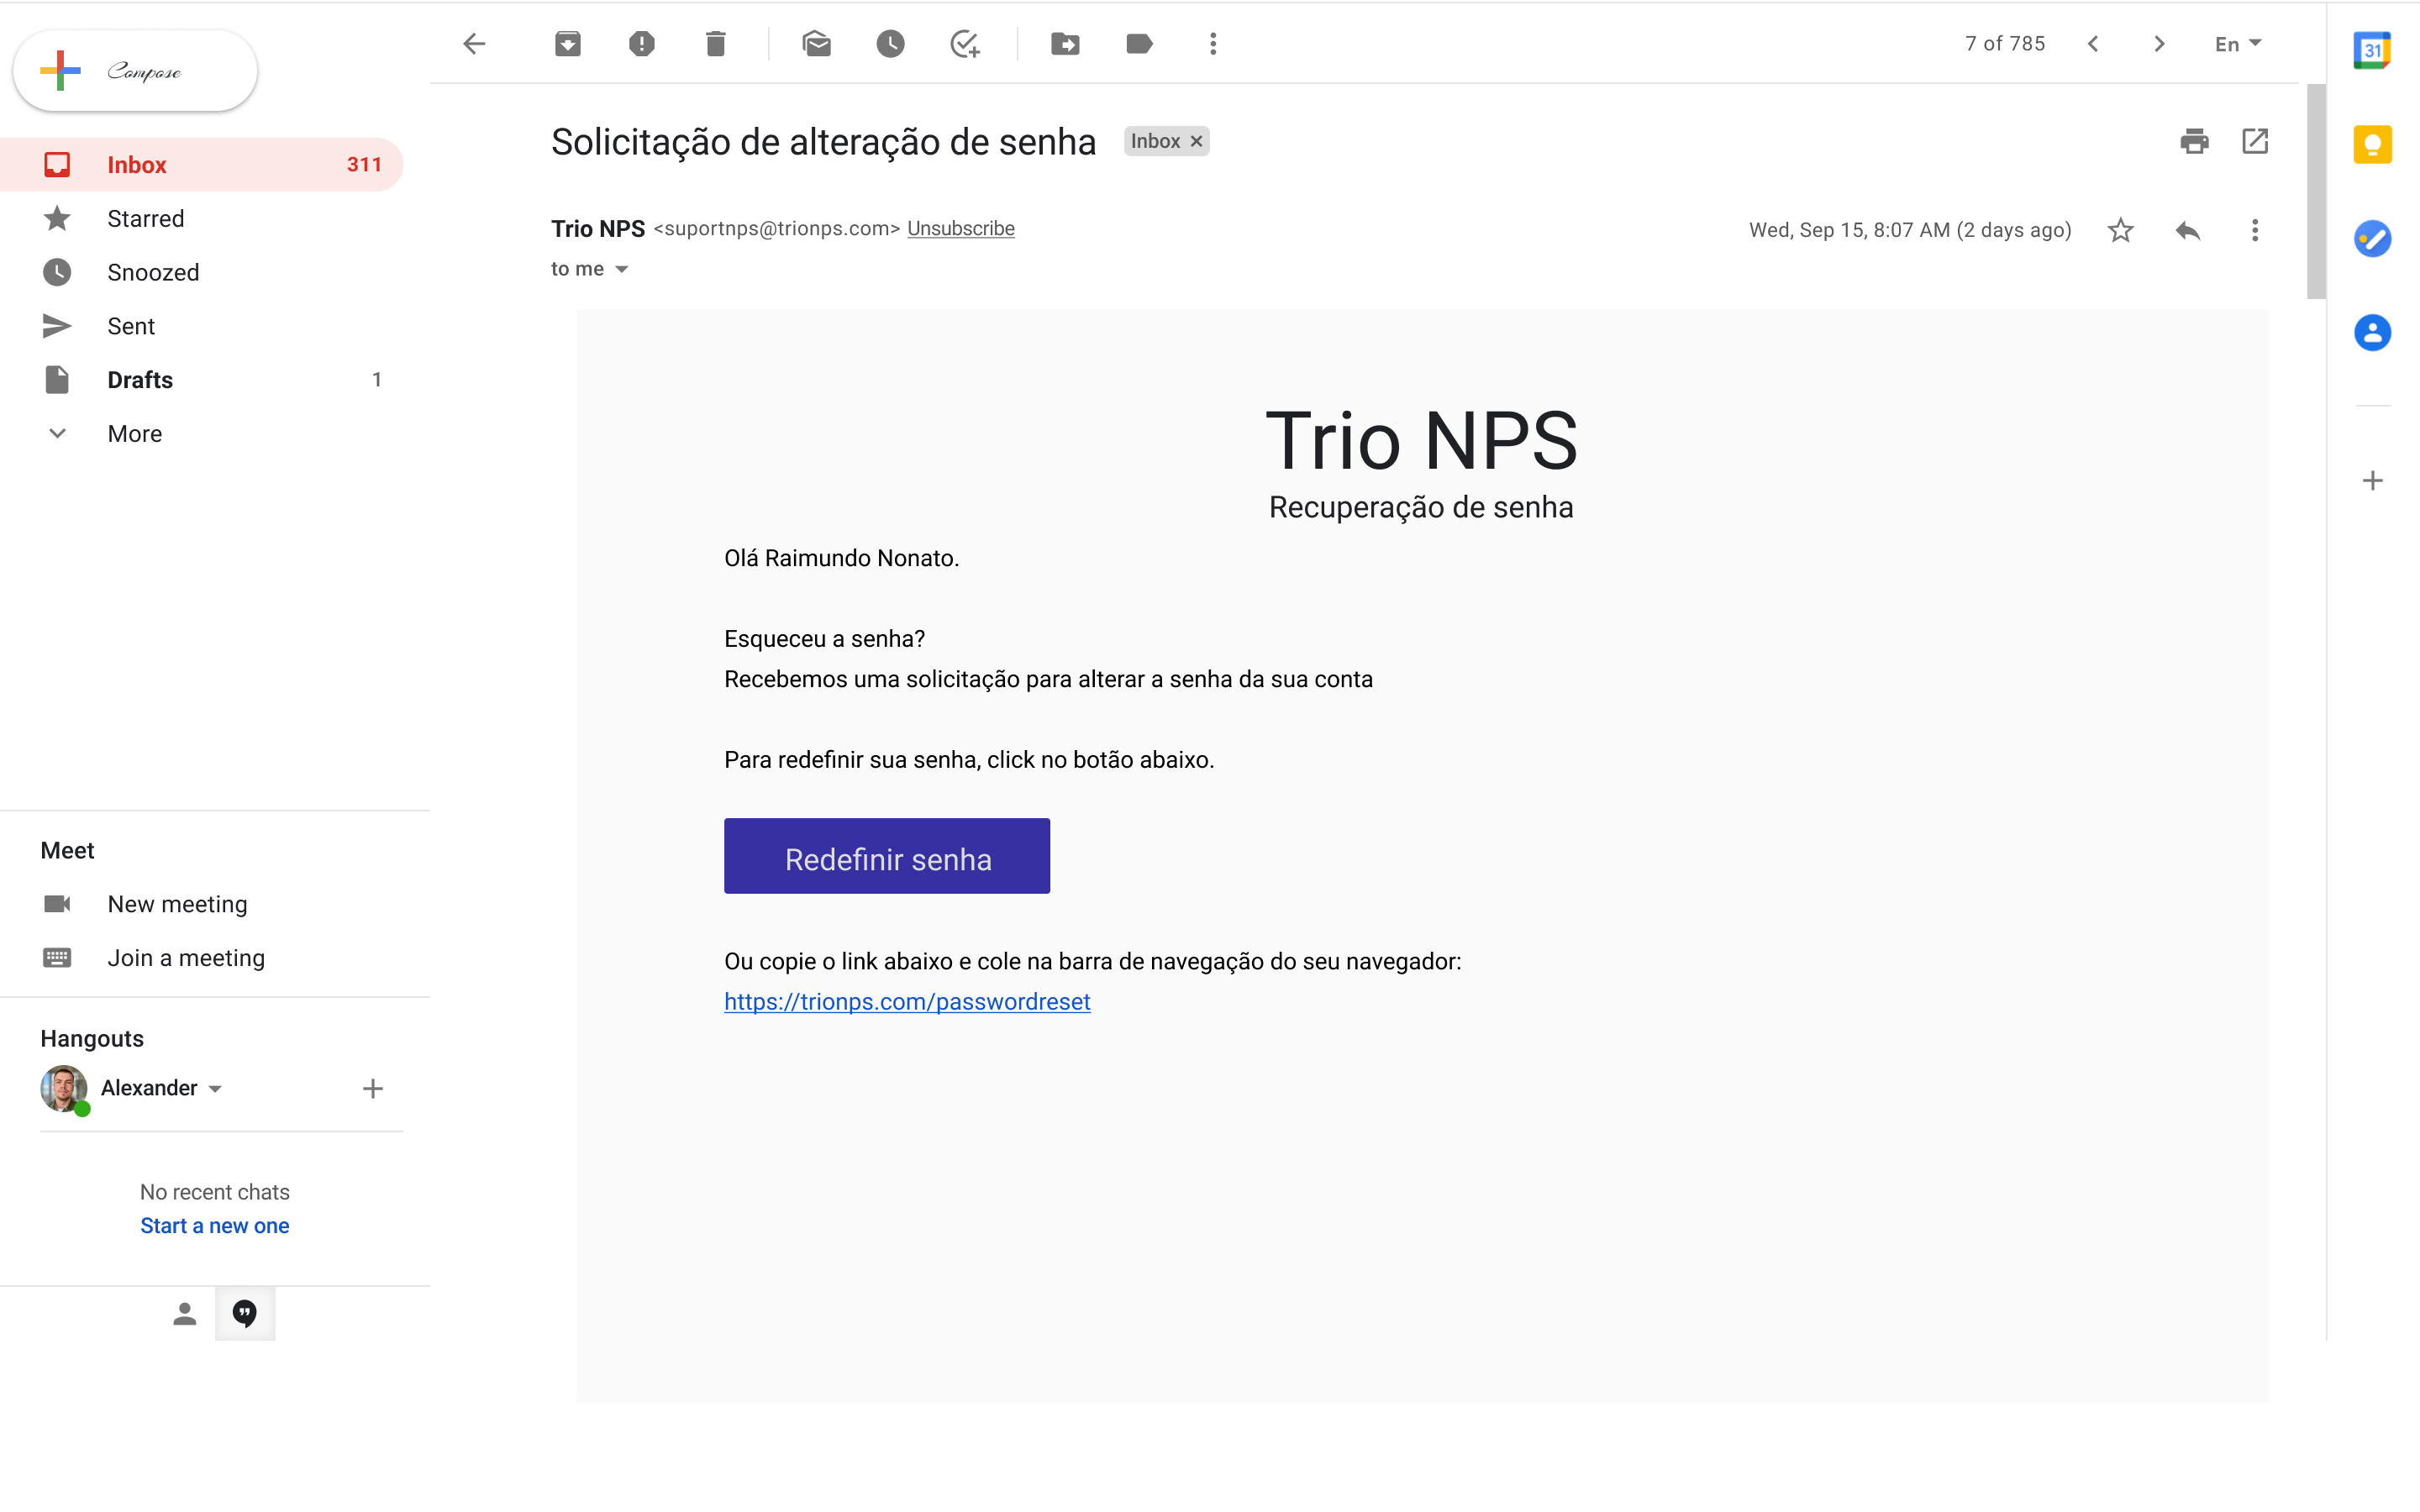 Compose
Inbox 311
Starred
Snoozed
Sent
Drafts 1
More
Meet
New meeting
Join a meeting
Hangouts
Alexander
No recent chats
Start a new one
7 of 785
En
31
Solicitação de alteração de senha
Inbox ×
Trio NPS <suportnps@trionps.com> Unsubscribe
Wed, Sep 15, 8:07 AM (2 days ago)
to me
Trio NPS
Recuperação de senha
Olá Raimundo Nonato.
Esqueceu a senha?
Recebemos uma solicitação para alterar a senha da sua conta
Para redefinir sua senha, click no botão abaixo.
Redefinir senha
Ou copie o link abaixo e cole na barra de navegação do seu navegador:
https://trionps.com/passwordreset